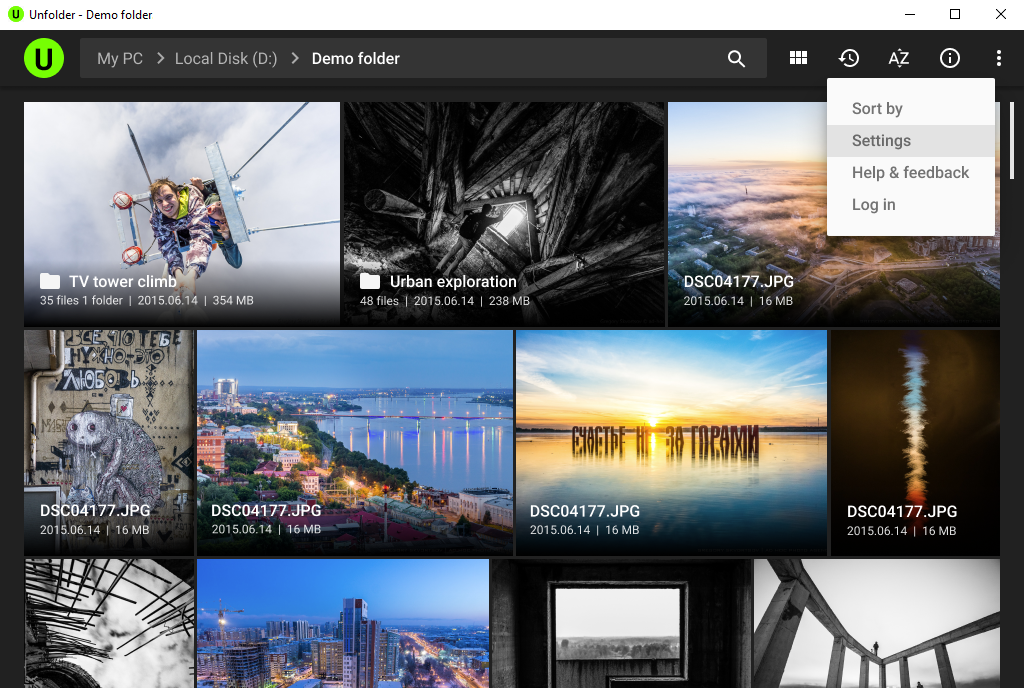 U Unfolder - Demo folder
U My PC Local Disk (D:) Demo folder AZ
Sort by
Settings
Help & feedback
Log in
TV tower climb
35 files 1 folder | 2015.06.14 | 354 MB
Urban exploration
48 files | 2015.06.14 | 238 MB
DSC04177.JPG
2015.06.14 | 16 MB
ВСЁ ЧТО ТЕБЕ
НУЖНО-ЭТО
ЛЮБОВЬ
DSC04177.JPG
2015.06.14 | 16 MB
DSC04177.JPG
2015.06.14 | 16 MB
СЧАСТЬЕ НЕ ЗА ГОРАМИ
DSC04177.JPG
2015.06.14 | 16 MB
DSC04177.JPG
2015.06.14 | 16 MB